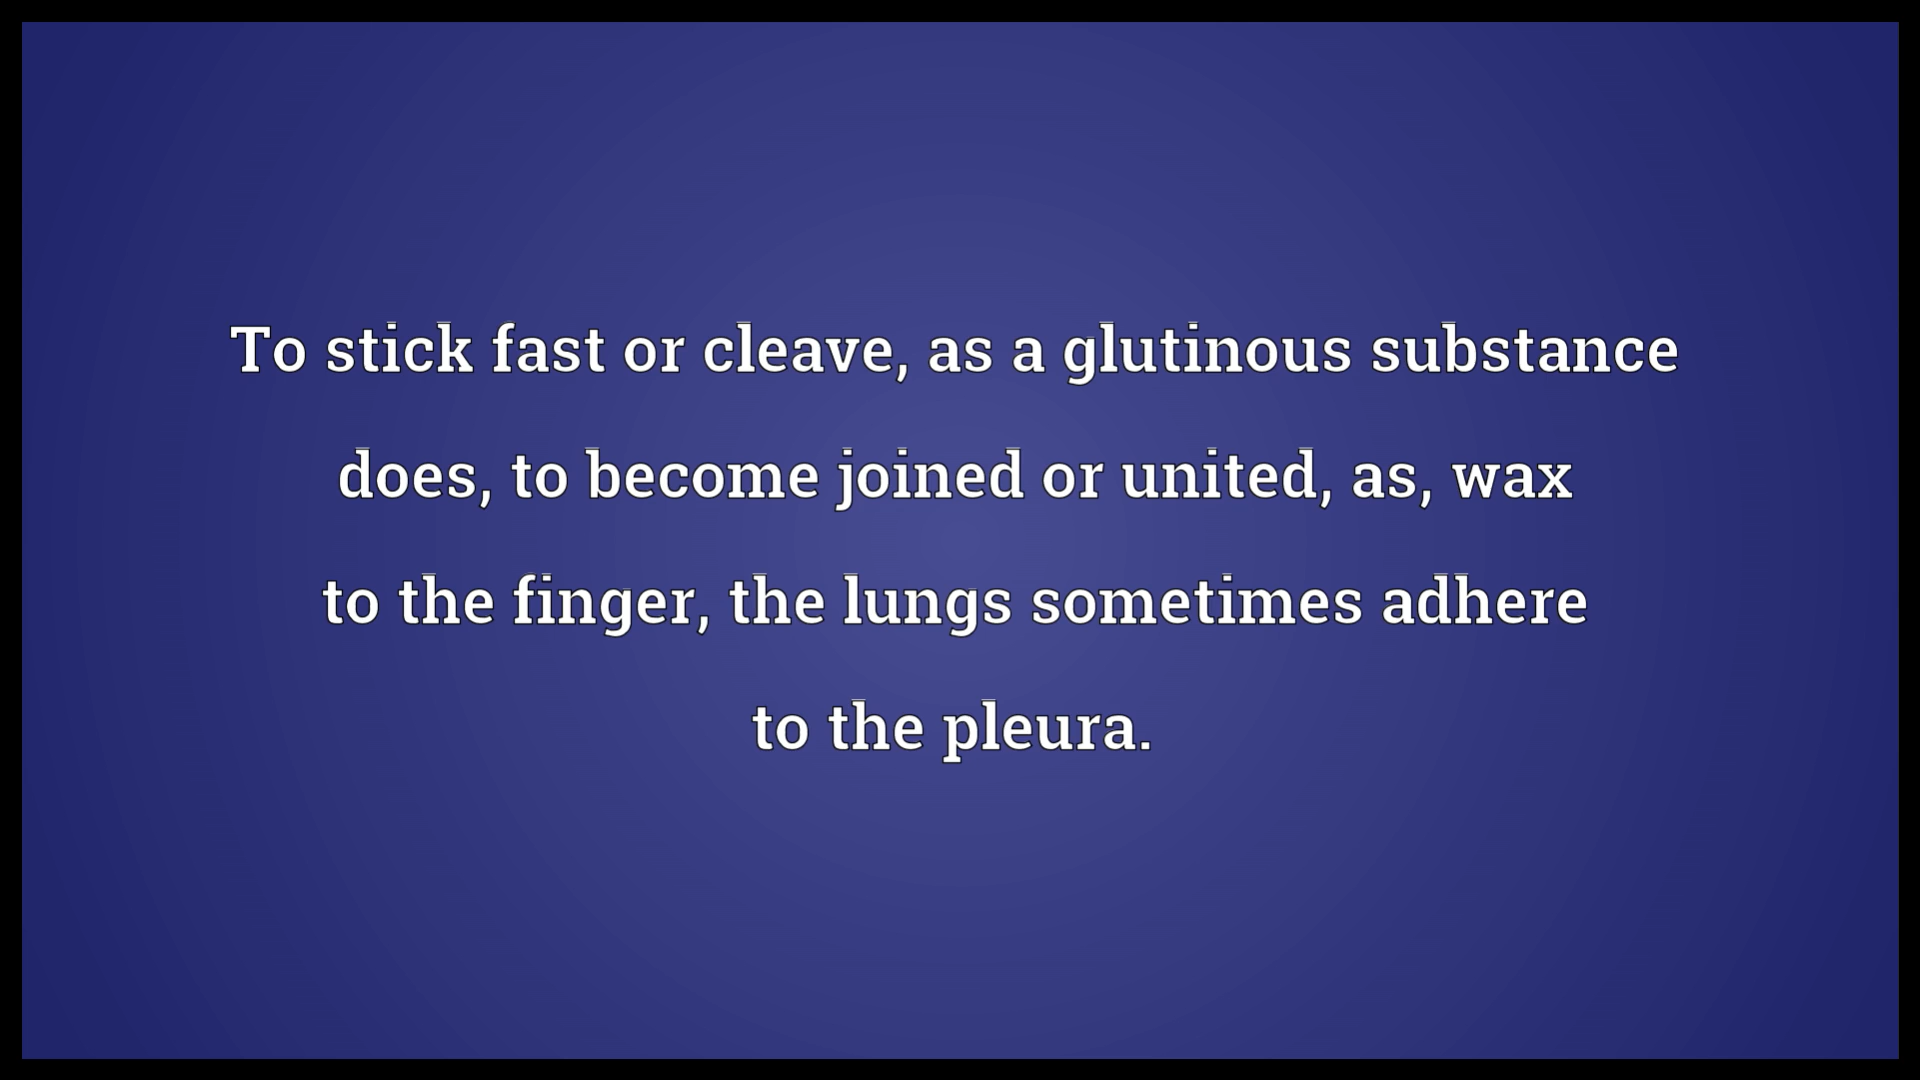 To stick fast or cleave, as a glutinous substance
does, to become joined or united, as, wax
to the finger, the lungs sometimes adhere
to the pleura.